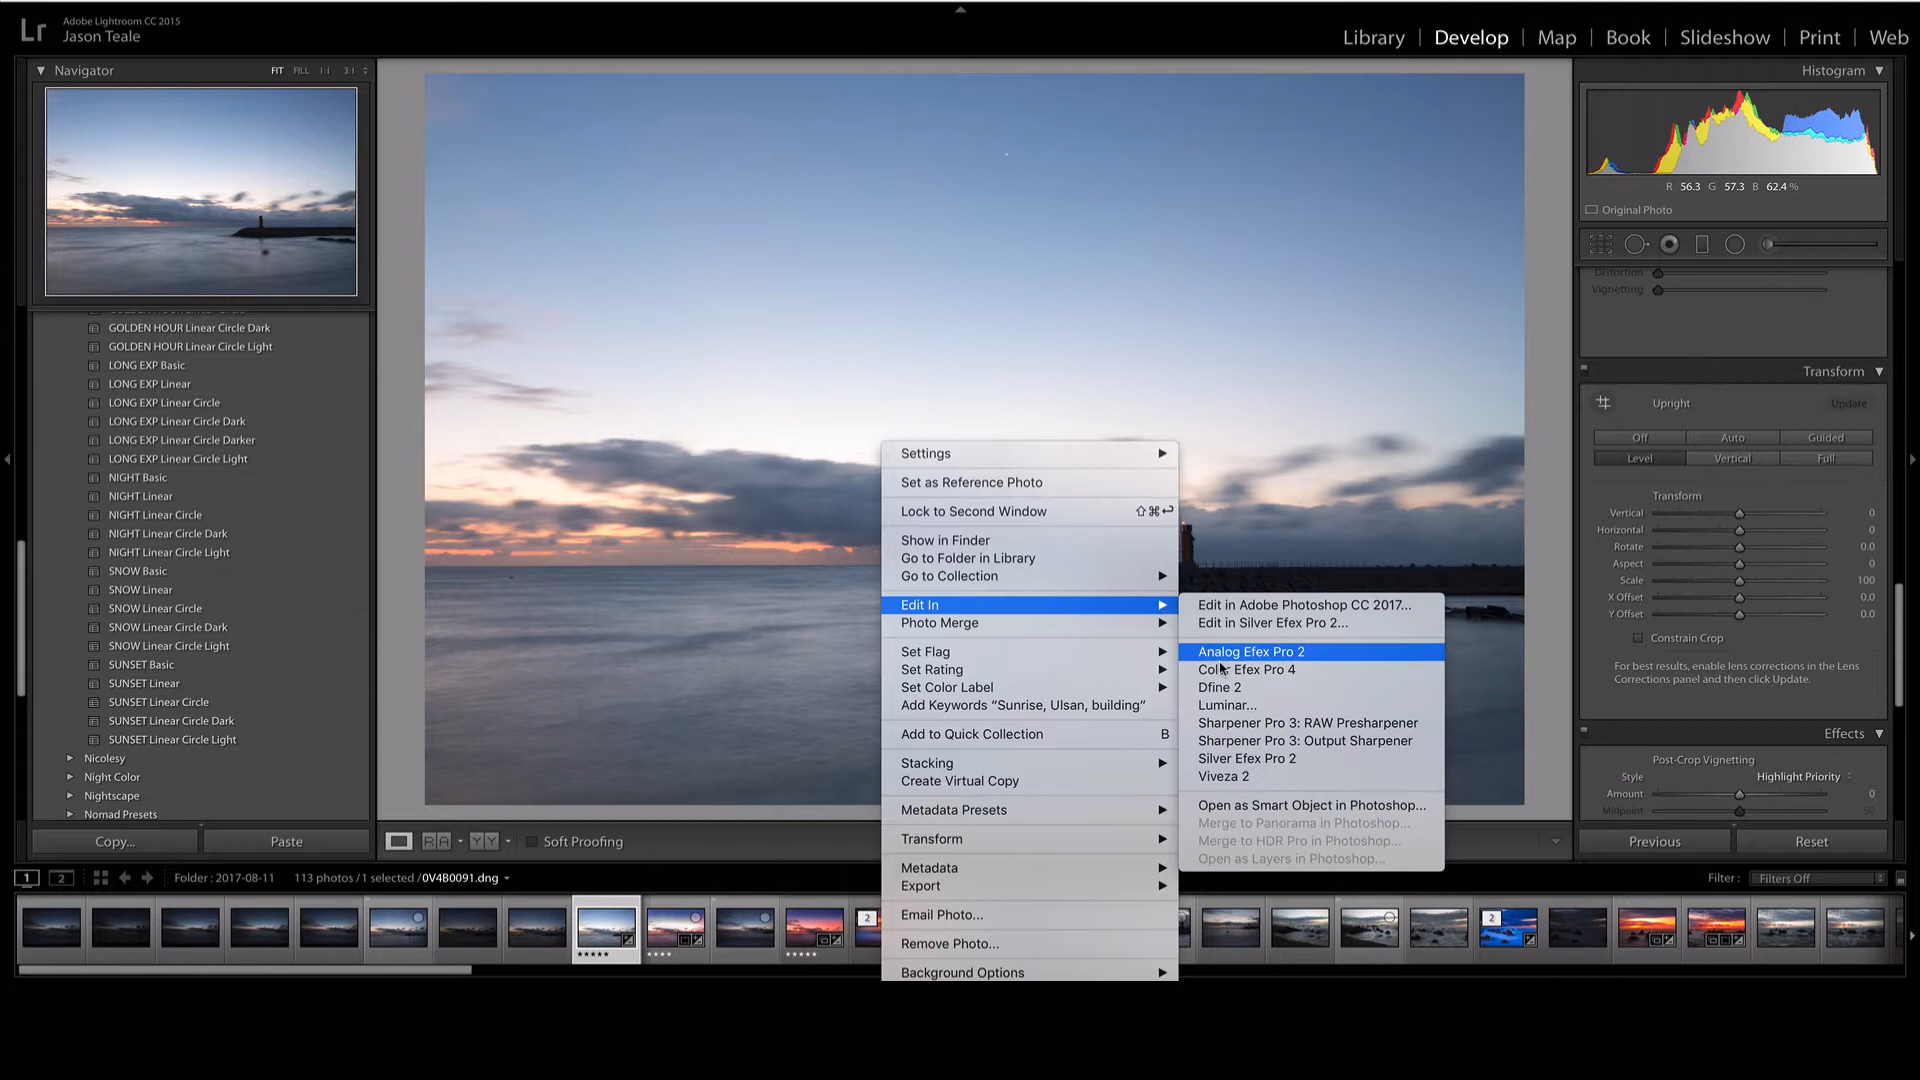 Lr
Adobe Lightroom CC 2015
Jason Teale
Library | Develop | Map | Book | Slideshow | Print | Web
Navigator
FIT FILL 1:1 3:1
GOLDEN HOUR Linear Circle Dark
GOLDEN HOUR Linear Circle Light
LONG EXP Basic
LONG EXP Linear
LONG EXP Linear Circle
LONG EXP Linear Circle Dark
LONG EXP Linear Circle Darker
LONG EXP Linear Circle Light
NIGHT Basic
NIGHT Linear
NIGHT Linear Circle
NIGHT Linear Circle Dark
NIGHT Linear Circle Light
SNOW Basic
SNOW Linear
SNOW Linear Circle
SNOW Linear Circle Dark
SNOW Linear Circle Light
SUNSET Basic
SUNSET Linear
SUNSET Linear Circle
SUNSET Linear Circle Dark
SUNSET Linear Circle Light
Nicolesy
Night Color
Nightscape
Nomad Presets
Copy...
Paste
Settings
Set as Reference Photo
Lock to Second Window ⇧⌘↩
Show in Finder
Go to Folder in Library
Go to Collection
Edit In
Photo Merge
Set Flag
Set Rating
Set Color Label
Add Keywords “Sunrise, Ulsan, building”
Add to Quick Collection B
Stacking
Create Virtual Copy
Metadata Presets
Transform
Metadata
Export
Email Photo...
Remove Photo...
Background Options
Edit in Adobe Photoshop CC 2017...
Edit in Silver Efex Pro 2...
Analog Efex Pro 2
Color Efex Pro 4
Dfine 2
Luminar...
Sharpener Pro 3: RAW Presharpener
Sharpener Pro 3: Output Sharpener
Silver Efex Pro 2
Viveza 2
Open as Smart Object in Photoshop...
Merge to Panorama in Photoshop...
Merge to HDR Pro in Photoshop...
Open as Layers in Photoshop...
Histogram
R 56.3 G 57.3 B 62.4 %
Original Photo
Distortion
Vignetting
Transform
Upright Update
Off Auto Guided
Level Vertical Full
Transform
Vertical 0
Horizontal 0
Rotate 0.0
Aspect 0
Scale 100
X Offset 0.0
Y Offset 0.0
Constrain Crop
For best results, enable lens corrections in the Lens
Corrections panel and then click Update.
Effects
Post-Crop Vignetting
Style Highlight Priority
Amount 0
Midpoint 50
Previous
Reset
RA YY Soft Proofing
1 2 Folder : 2017-08-11 113 photos /1 selected /0V4B0091.dng
Filter : Filters Off
2
2